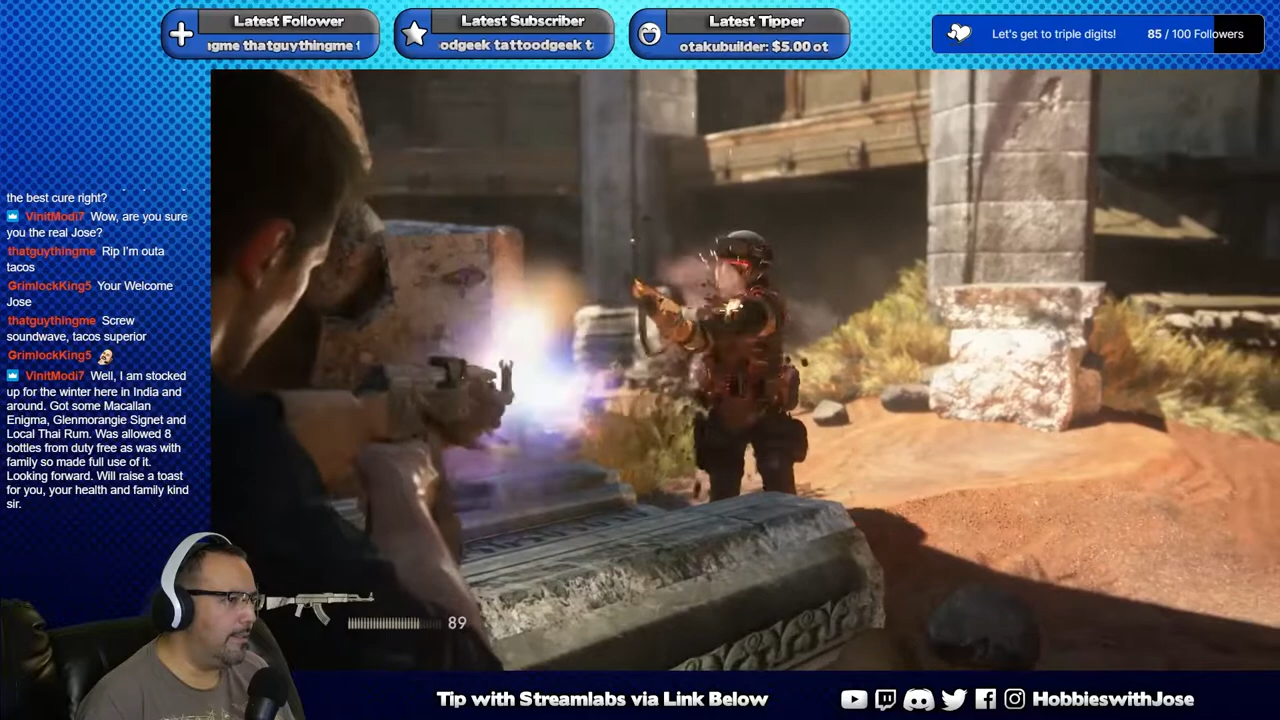 Latest Follower
igme thatguythingme
Latest Subscriber
odgeek tattoodgeek
Latest Tipper
otakubuilder: $5.00 ot
Let's get to triple digits! 85 / 100 Followers
the best cure right?
VinitModi7 Wow, are you sure
you the real Jose?
thatguythingme Rip I'm outa
tacos
GrimlockKing5 Your Welcome
Jose
thatguythingme Screw
soundwave, tacos superior
GrimlockKing5
VinitModi7 Well, I am stocked
up for the winter here in India and
around. Got some Macallan
Enigma, Glenmorangie Signet and
Local Thai Rum. Was allowed 8
bottles from duty free as was with
family so made full use of it.
Looking forward. Will raise a toast
for you, your health and family kind
sir.
89
Tip with Streamlabs via Link Below
HobbieswithJose